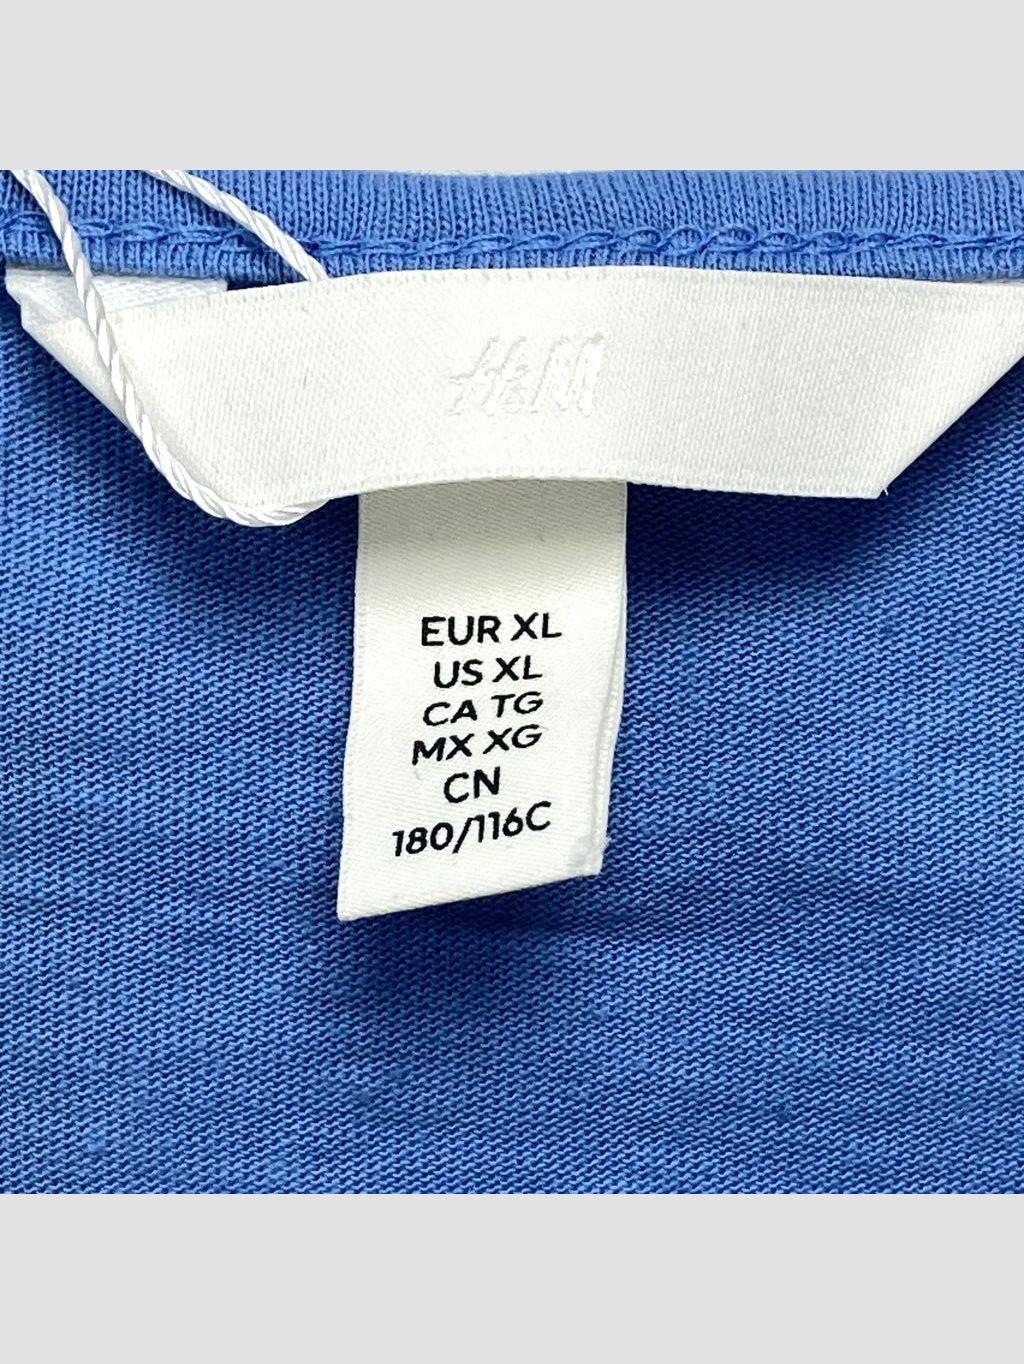 H&M
EUR XL
US XL
CA TG
MX XG
CN
180/116C